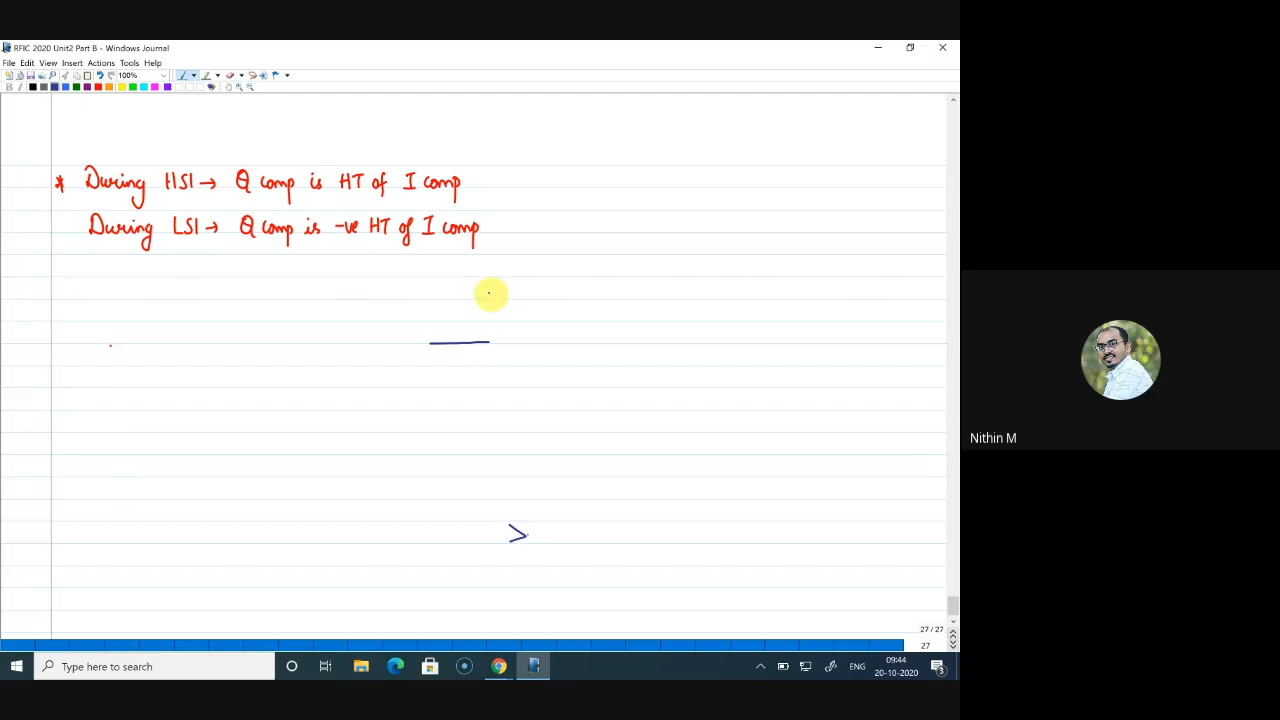 RFIC 2020 Unit2 Part B - Windows Journal
File Edit View Insert Actions Tools Help
100%
B I
* During HSI → Q comp is HT of I comp
During LSI → Q comp is -ve HT of I comp
>
Nithin M
27 / 27
27
Type here to search
ENG
09:44
20-10-2020
3